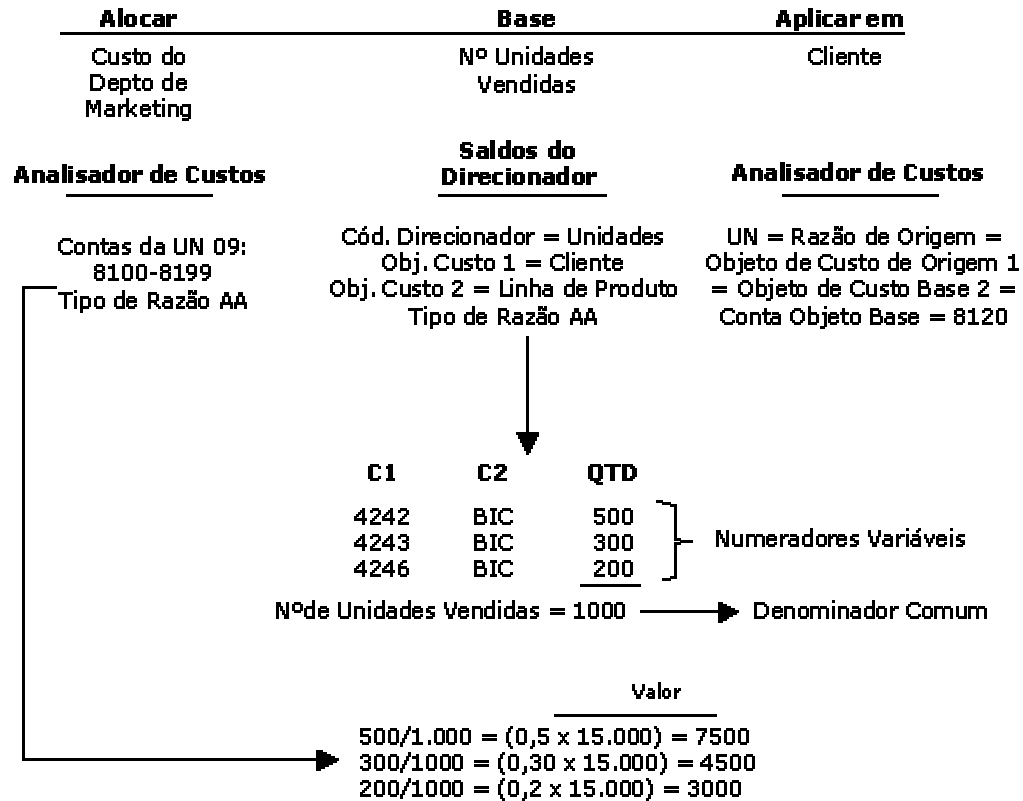 Alocar Base Aplicar em
Custo do
Depto de
Marketing
Nº Unidades
Vendidas
Cliente
Analisador de Custos
Saldos do
Direcionador
Analisador de Custos
Contas da UN 09:
8100-8199
Tipo de Razão AA
Cód. Direcionador = Unidades
Obj. Custo 1 = Cliente
Obj. Custo 2 = Linha de Produto
Tipo de Razão AA
UN = Razão de Origem =
Objeto de Custo de Origem 1
= Objeto de Custo Base 2 =
Conta Objeto Base = 8120
C1 C2 QTD
4242 BIC 500
4243 BIC 300
4246 BIC 200
Numeradores Variáveis
Nºde Unidades Vendidas = 1000
Denominador Comum
Valor
500/1.000 = (0,5 x 15.000) = 7500
300/1000 = (0,30 x 15.000) = 4500
200/1000 = (0,2 x 15.000) = 3000